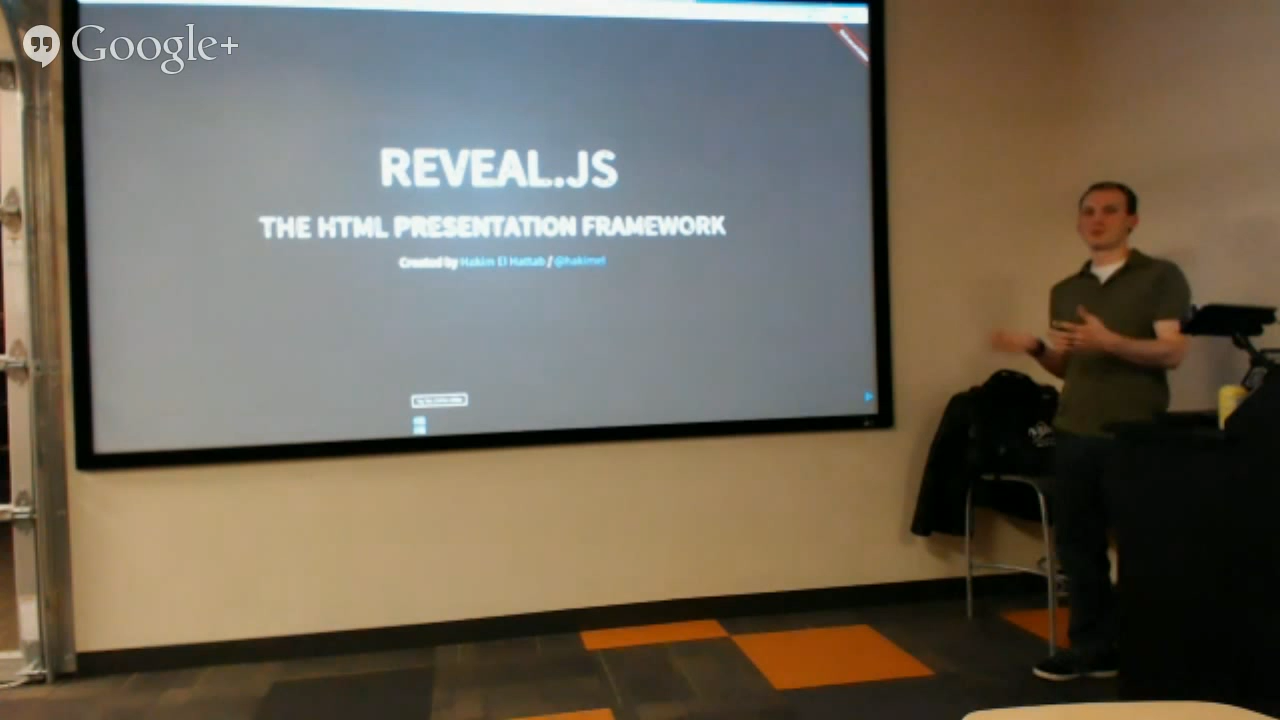 Google+
REVEAL.JS
THE HTML PRESENTATION FRAMEWORK
Created by Hakim El Hattab / @hakimel